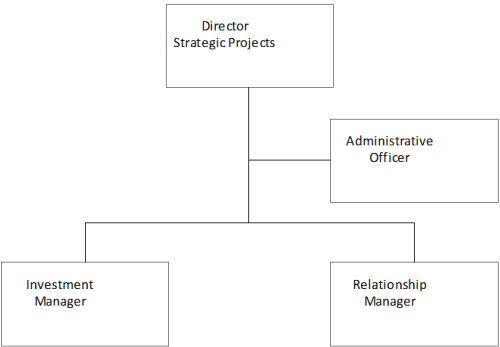 Director
Strategic Projects
Administrative
Officer
Investment
Manager
Relationship
Manager